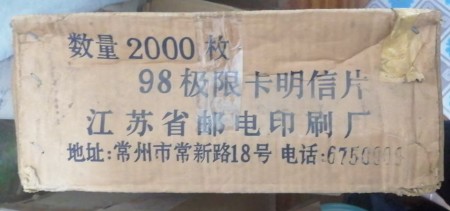 数量2000枚
98极限卡明信片
江苏省邮电印刷厂
地址:常州市常新路18号 电话: